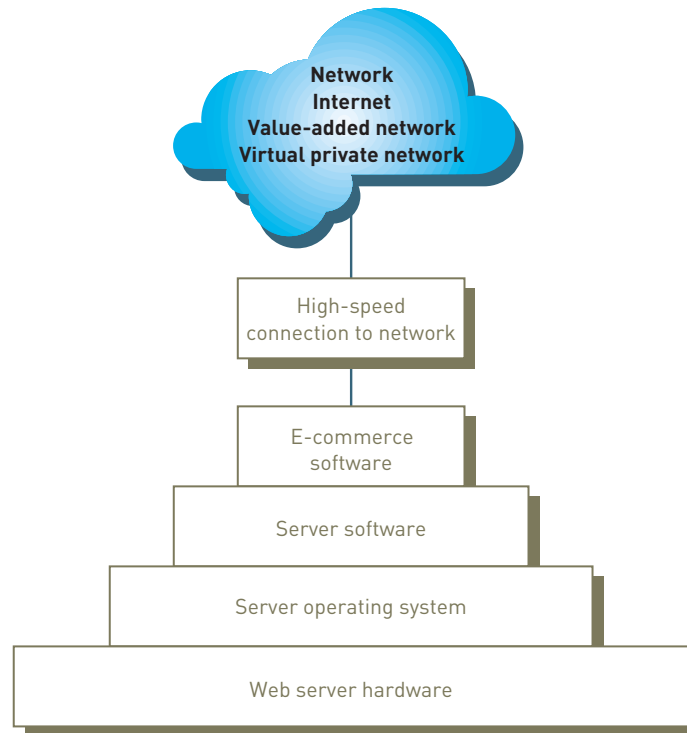 Network
Internet
Value-added network
Virtual private network
High-speed
connection to network
E-commerce
software
Server software
Server operating system
Web server hardware